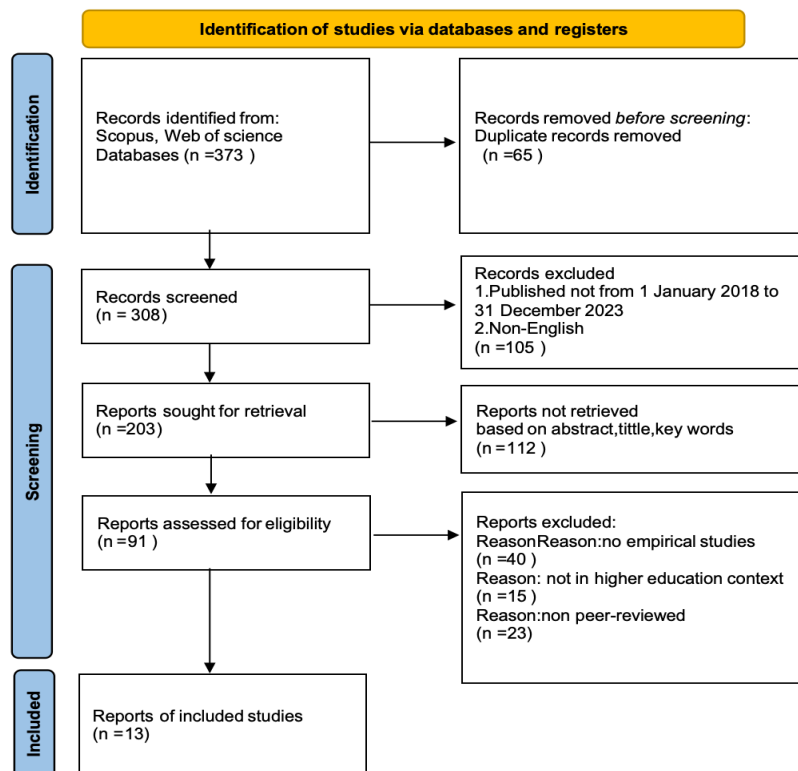 Identification of studies via databases and registers
Identification
Records identified from:
Scopus, Web of science
Databases (n =373 )
Records removed before screening:
Duplicate records removed
(n =65 )
Screening
Records screened
(n = 308)
Records excluded
1.Published not from 1 January 2018 to
31 December 2023
2.Non-English
(n =105 )
Reports sought for retrieval
(n =203)
Reports not retrieved
based on abstract,tittle,key words
(n =112 )
Reports assessed for eligibility
(n =91 )
Reports excluded:
ReasonReason:no empirical studies
(n =40)
Reason: not in higher education context
(n =15 )
Reason:non peer-reviewed
(n =23)
Included
Reports of included studies
(n =13)